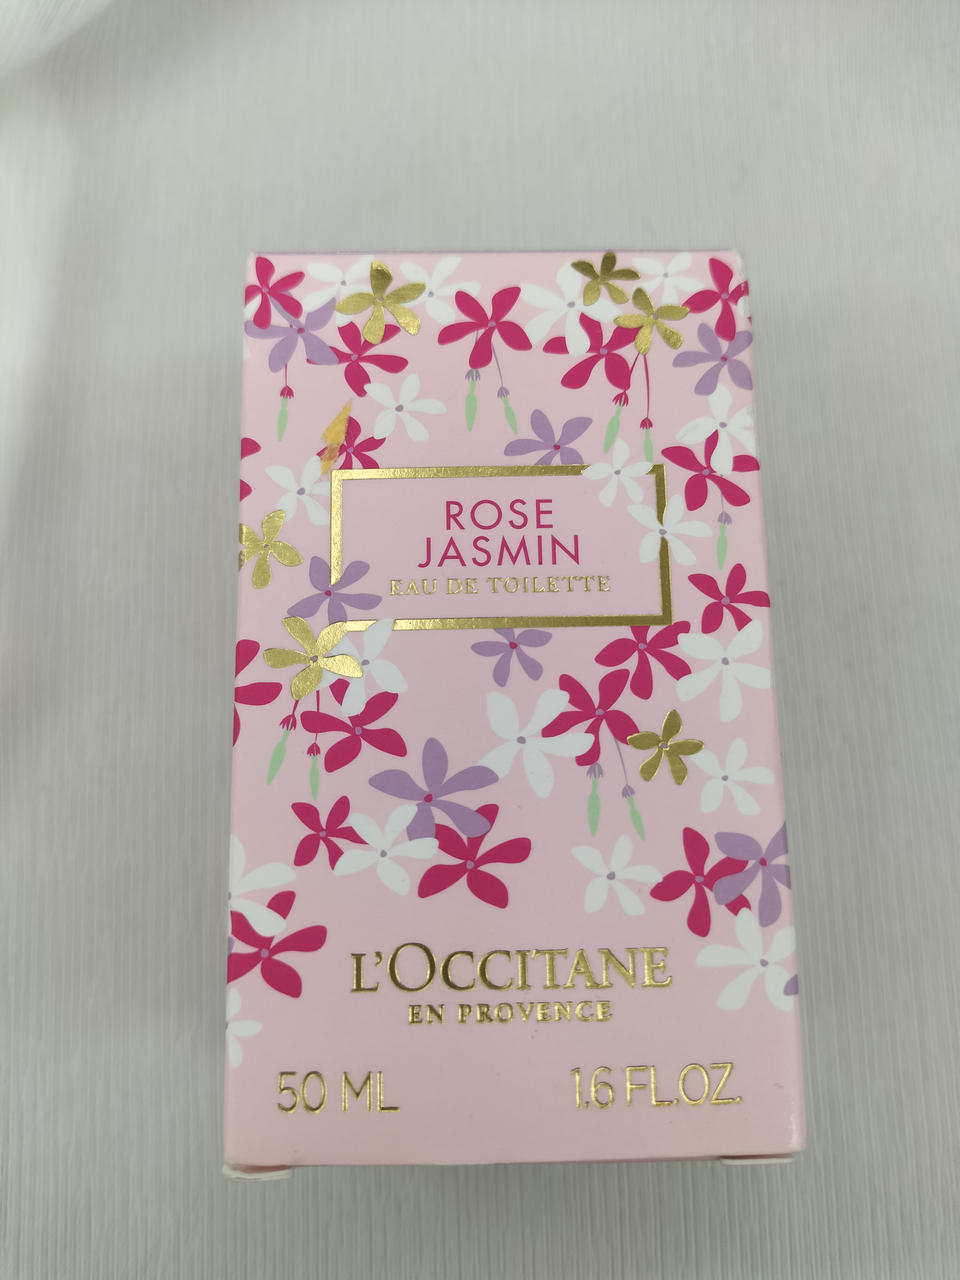 ROSE
JASMIN
EAU DE TOILETTE
L'OCCITANE
EN PROVENCE
50 ML
1.6 FL.OZ.